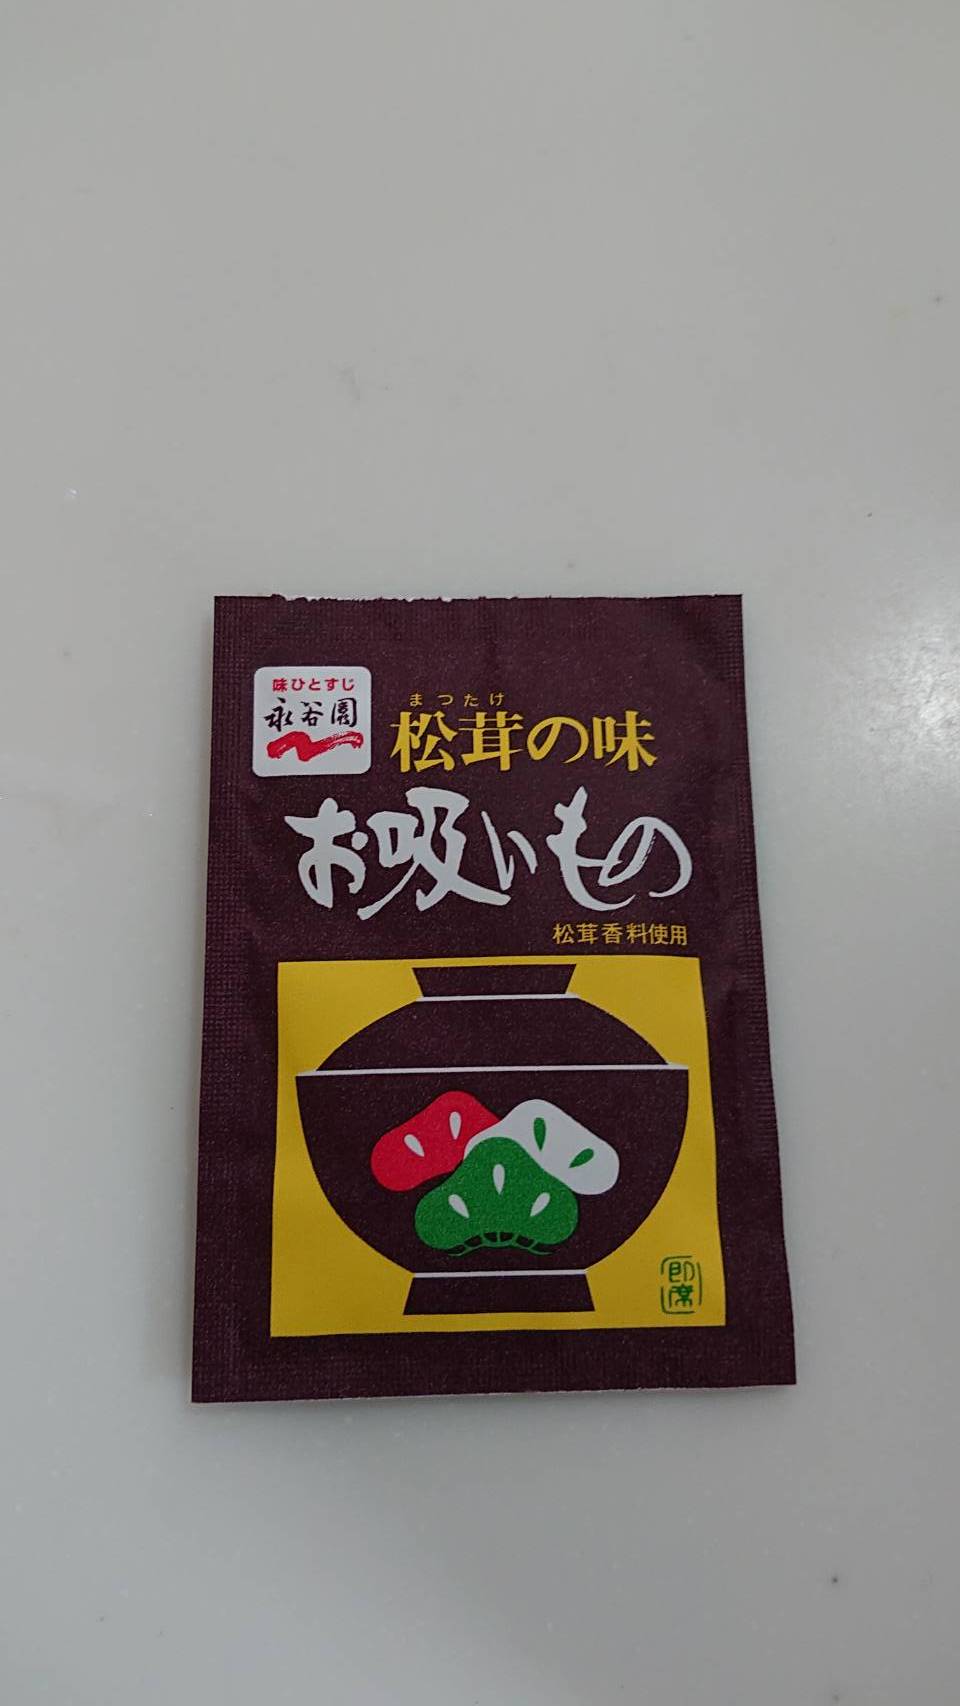 味ひとすじ
永谷園
まつたけ
松茸の味
お吸いもの
松茸香料使用
即席